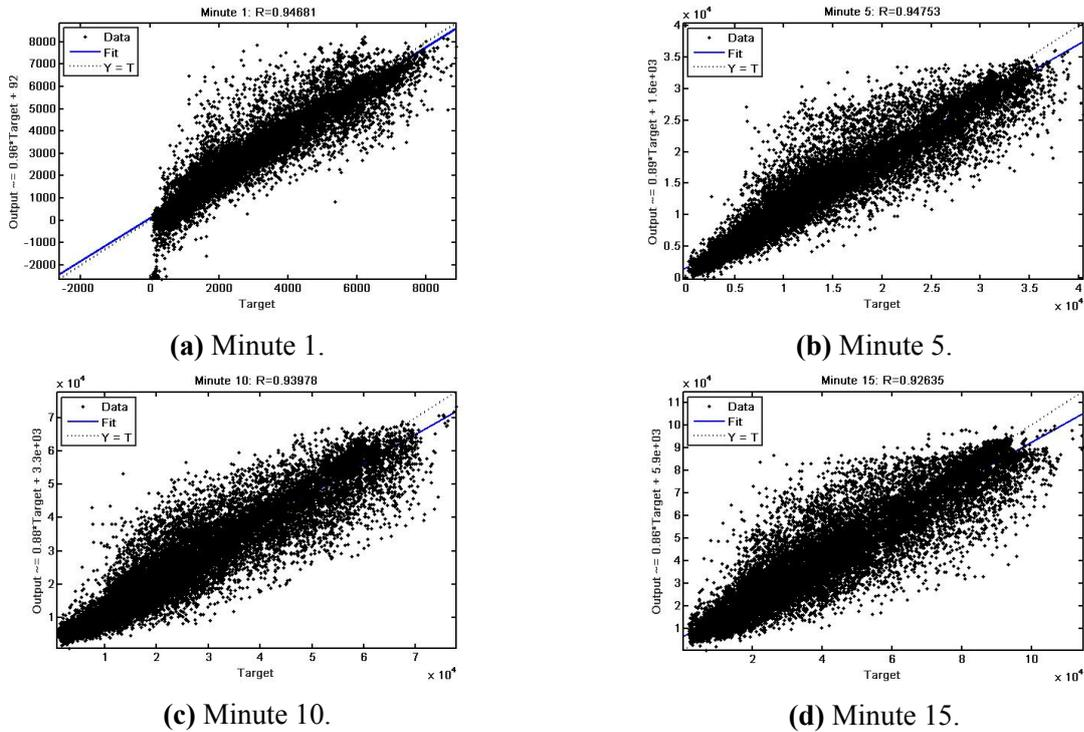 Minute 1: R=0.94681
Data
Fit
Y = T
Output ~= 0.96*Target + 92
8000
7000
6000
5000
4000
3000
2000
1000
0
-1000
-2000
-2000 0 2000 4000 6000 8000
Target
(a) Minute 1.
Minute 5: R=0.94753
x 10^4
Data
Fit
Y = T
Output ~= 0.89*Target + 1.6e+03
4
3.5
3
2.5
2
1.5
1
0.5
0
0 0.5 1 1.5 2 2.5 3 3.5 4
Target
x 10^4
(b) Minute 5.
Minute 10: R=0.93978
x 10^4
Data
Fit
Y = T
Output ~= 0.88*Target + 3.3e+03
7
6
5
4
3
2
1
1 2 3 4 5 6 7
Target
x 10^4
(c) Minute 10.
Minute 15: R=0.92635
x 10^4
Data
Fit
Y = T
Output ~= 0.86*Target + 5.9e+03
11
10
9
8
7
6
5
4
3
2
1
2 4 6 8 10
Target
x 10^4
(d) Minute 15.